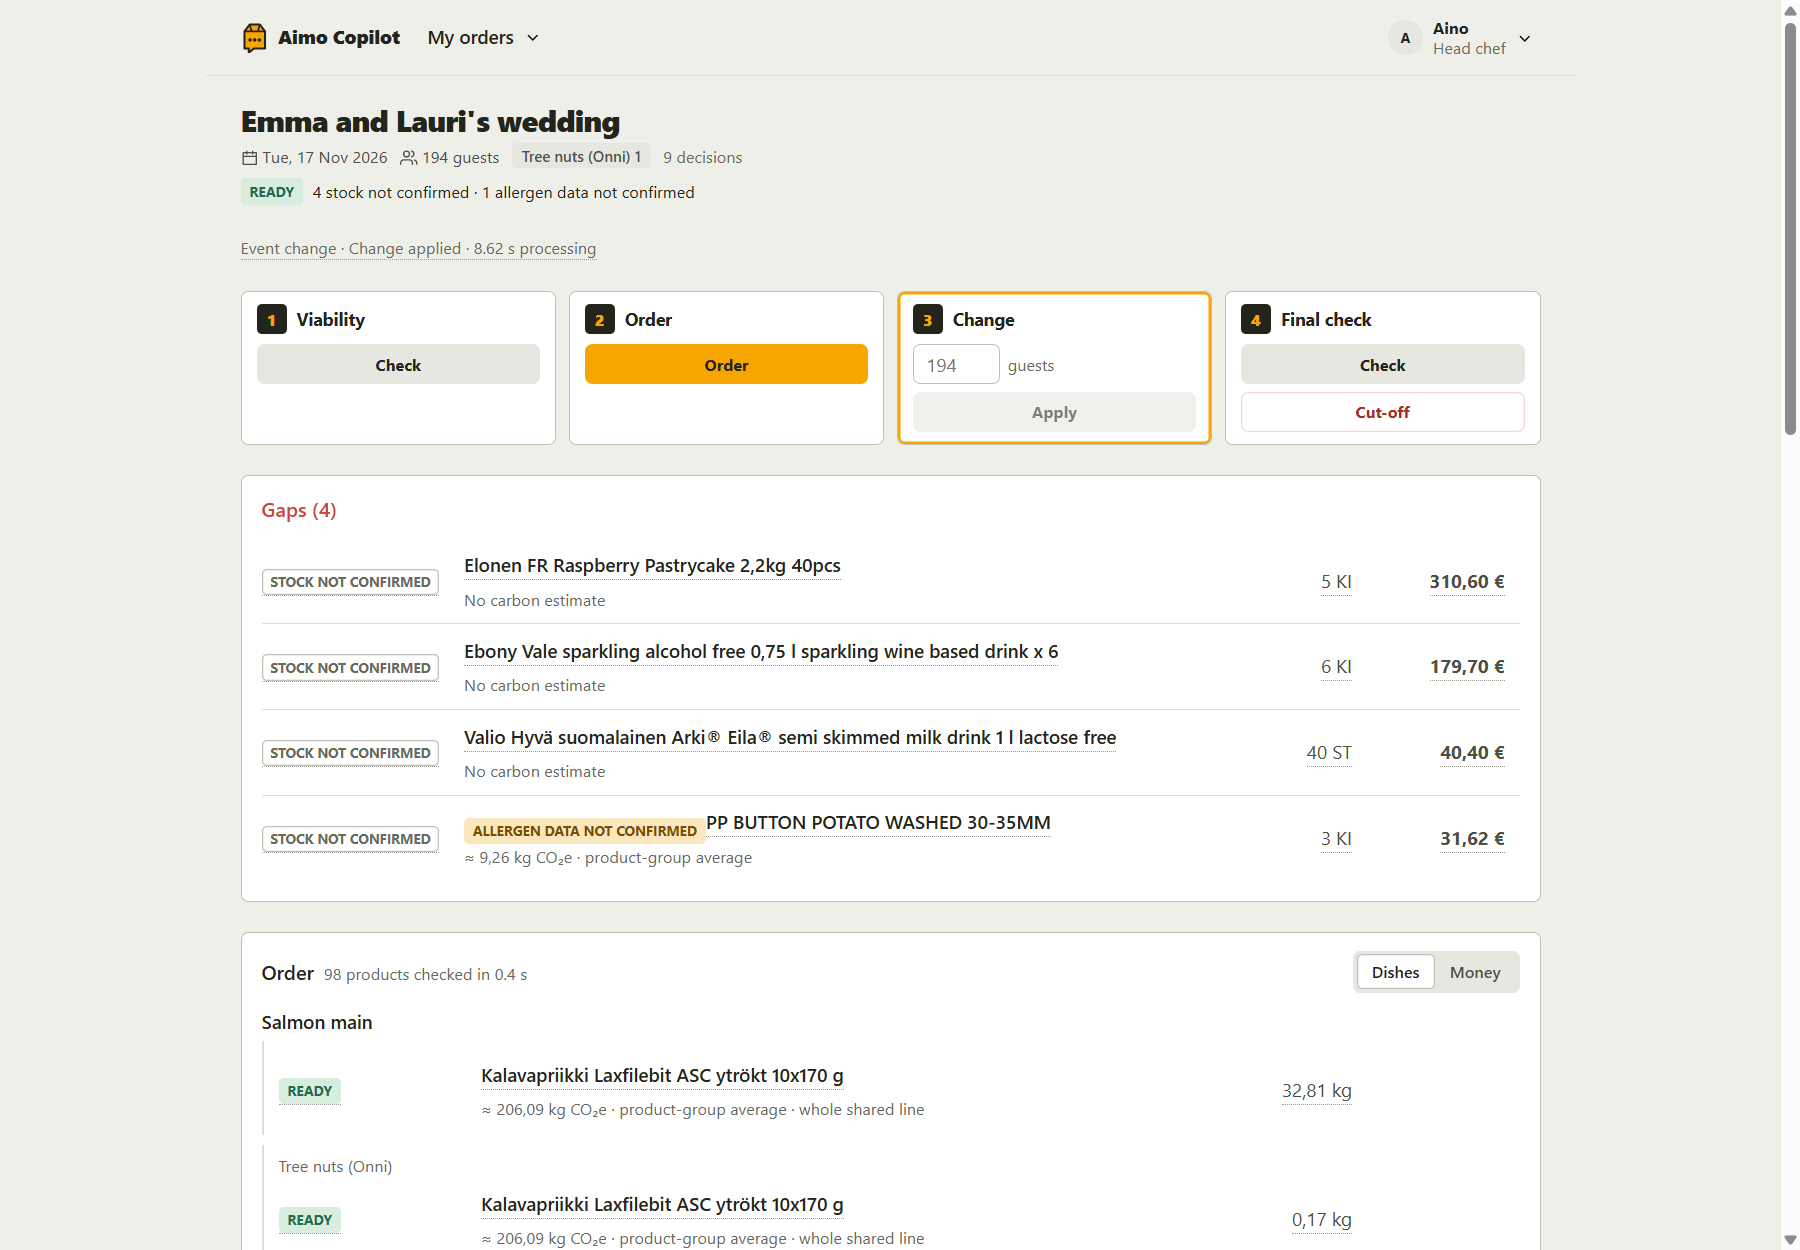 Aimo Copilot
My orders
A
Aino
Head chef
Emma and Lauri's wedding
Tue, 17 Nov 2026 194 guests Tree nuts (Onni) 1 9 decisions
READY 4 stock not confirmed · 1 allergen data not confirmed
Event change · Change applied · 8.62 s processing
1 Viability
Check
2 Order
Order
3 Change
194 guests
Apply
4 Final check
Check
Cut-off
Gaps (4)
STOCK NOT CONFIRMED
Elonen FR Raspberry Pastrycake 2,2kg 40pcs
No carbon estimate
5 KI
310,60 €
STOCK NOT CONFIRMED
Ebony Vale sparkling alcohol free 0,75 l sparkling wine based drink x 6
No carbon estimate
6 KI
179,70 €
STOCK NOT CONFIRMED
Valio Hyvä suomalainen Arki® Eila® semi skimmed milk drink 1 l lactose free
No carbon estimate
40 ST
40,40 €
STOCK NOT CONFIRMED
ALLERGEN DATA NOT CONFIRMED PP BUTTON POTATO WASHED 30-35MM
≈ 9,26 kg CO₂e · product-group average
3 KI
31,62 €
Order 98 products checked in 0.4 s
Dishes Money
Salmon main
READY
Kalavapriikki Laxfilebit ASC ytrökt 10x170 g
≈ 206,09 kg CO₂e · product-group average · whole shared line
32,81 kg
Tree nuts (Onni)
READY
Kalavapriikki Laxfilebit ASC ytrökt 10x170 g
≈ 206,09 kg CO₂e · product-group average · whole shared line
0,17 kg